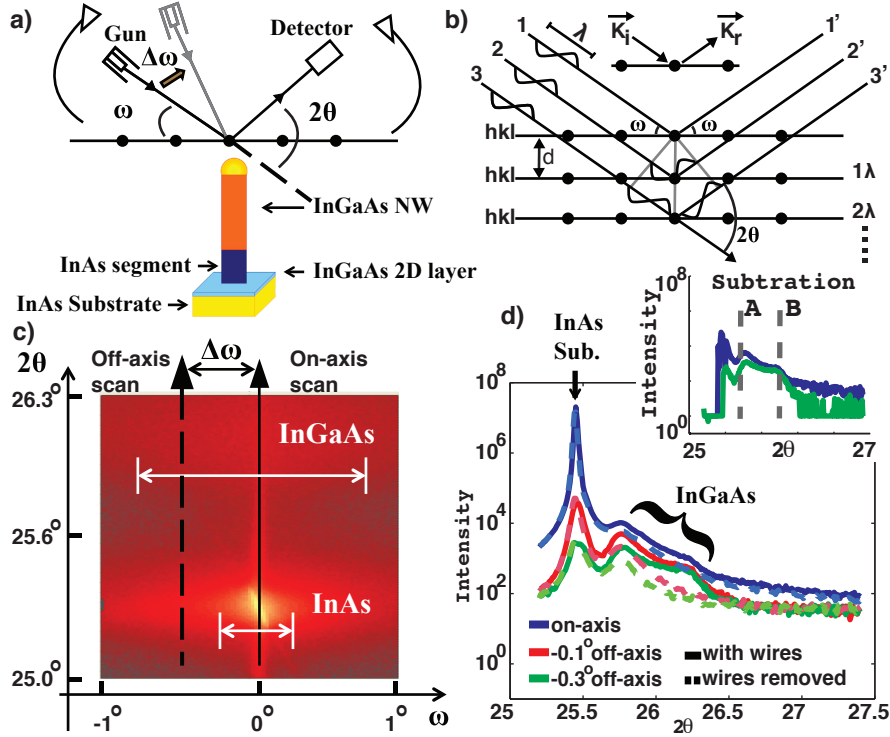 a)
Gun
Detector
Δω
ω
2θ
InGaAs NW
InAs segment
InGaAs 2D layer
InAs Substrate
b)
1
2
3
λ
Ki
Kr
1'
2'
3'
hkl
ω
ω
d
hkl
1λ
hkl
2λ
2θ
c)
2θ
Off-axis scan
Δω
On-axis scan
26.3°
InGaAs
25.6°
InAs
25.0°
-1°
0°
1°
ω
d)
InAs
Sub.
Subtration
A
B
Intensity
10^8
10^0
25
2θ
27
Intensity
10^8
10^6
10^4
10^2
10^0
InGaAs
on-axis
-0.1°off-axis
-0.3°off-axis
with wires
wires removed
25
25.5
26
26.5
27
27.5
2θ